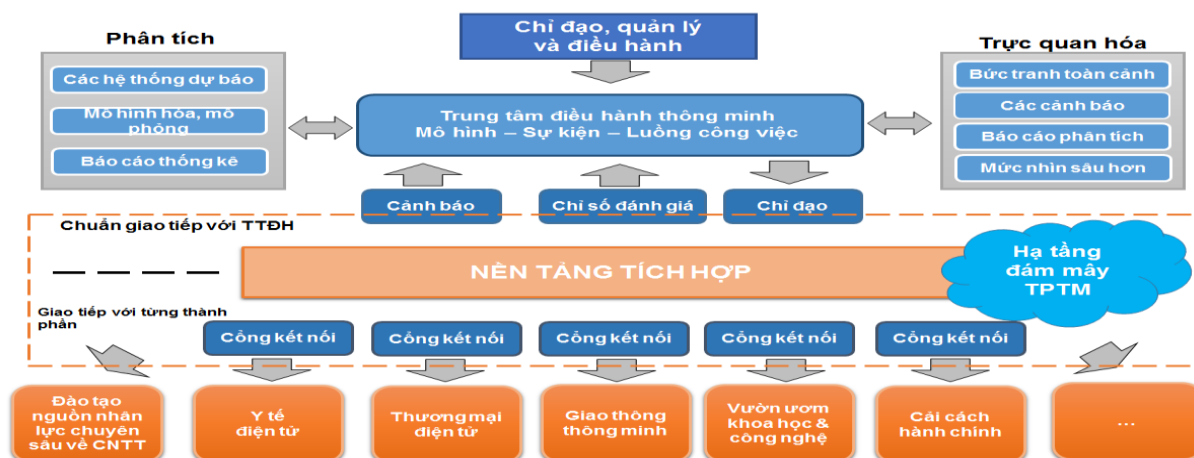 Chỉ đạo, quản lý
và điều hành
Phân tích
Các hệ thống dự báo
Mô hình hóa, mô
phỏng
Báo cáo thống kê
Trung tâm điều hành thông minh
Mô hình – Sự kiện – Luồng công việc
Trực quan hóa
Bức tranh toàn cảnh
Các cảnh báo
Báo cáo phân tích
Mức nhìn sâu hơn
Cảnh báo
Chỉ số đánh giá
Chỉ đạo
Chuẩn giao tiếp với TTĐH
NỀN TẢNG TÍCH HỢP
Hạ tầng
đám mây
TPTM
Giao tiếp với từng thành
phần
Cổng kết nối
Cổng kết nối
Cổng kết nối
Cổng kết nối
Cổng kết nối
Đào tạo
nguồn nhân
lực chuyên
sâu về CNTT
Y tế
điện tử
Thương mại
điện tử
Giao thông
thông minh
Vườn ươm
khoa học &
công nghệ
Cải cách
hành chính
...